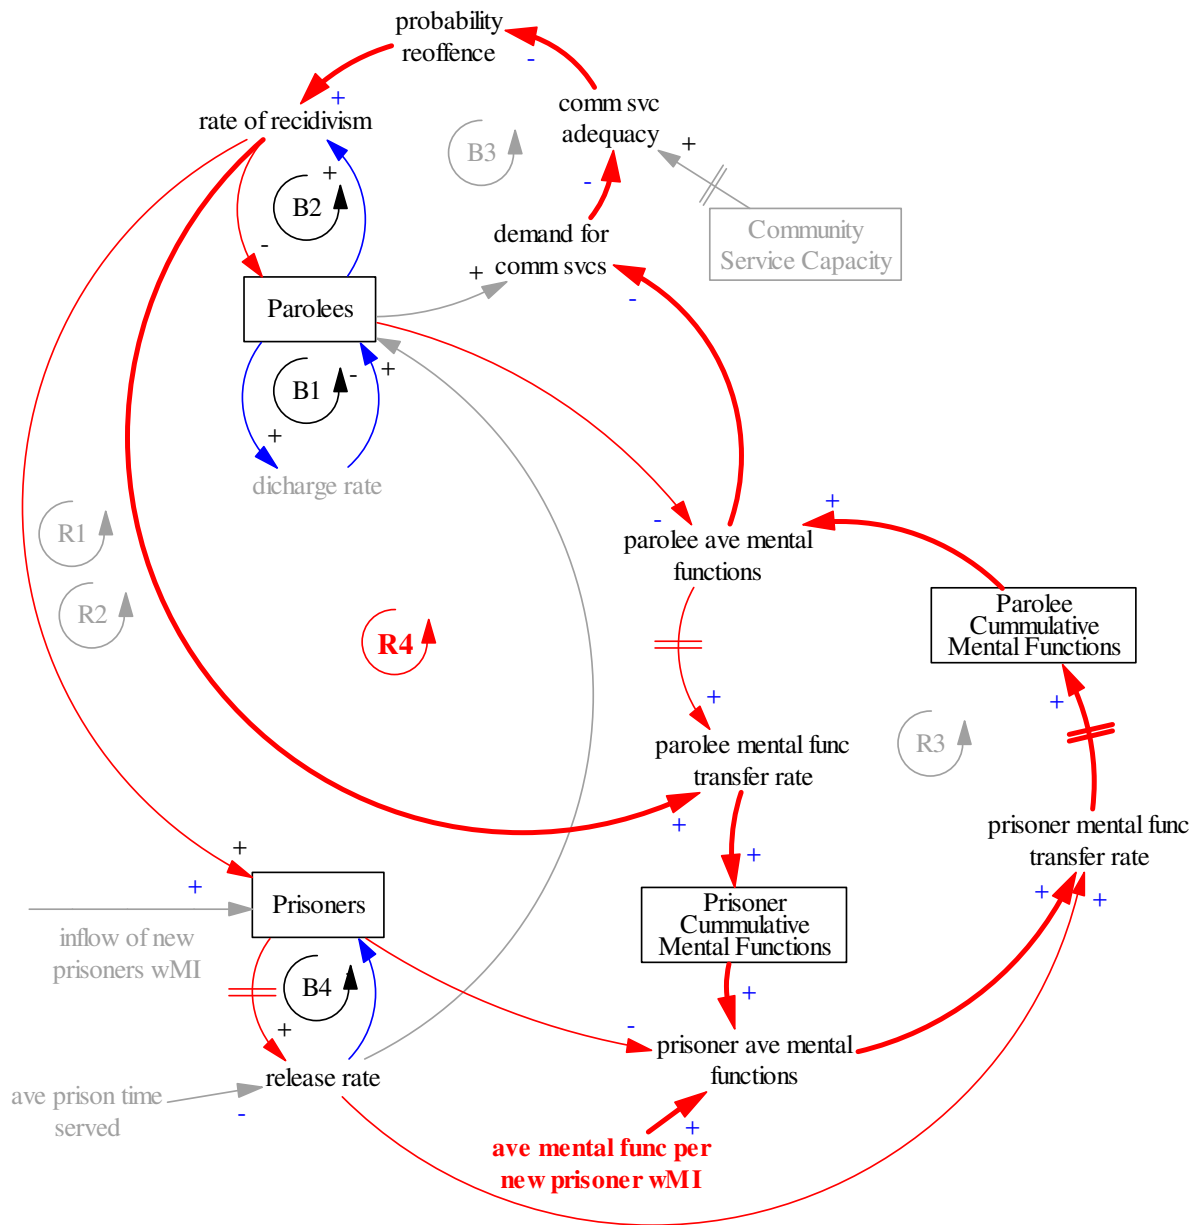 probability
reoffence
comm svc
adequacy
rate of recidivism
B3
B2
demand for
comm svcs
Community
Service Capacity
Parolees
B1
dicharge rate
R1
R2
R4
parolee ave mental
functions
Parolee
Cummulative
Mental Functions
R3
parolee mental func
transfer rate
prisoner mental func
transfer rate
Prisoners
Prisoner
Cummulative
Mental Functions
inflow of new
prisoners wMI
B4
release rate
prisoner ave mental
functions
ave prison time
served
ave mental func per
new prisoner wMI